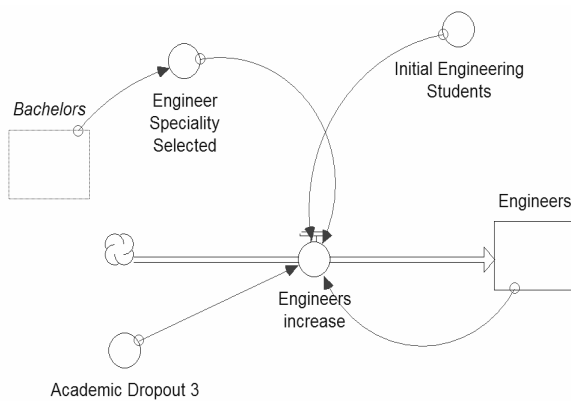 Bachelors
Engineer
Speciality
Selected
Initial Engineering
Students
Engineers
Engineers
increase
Academic Dropout 3